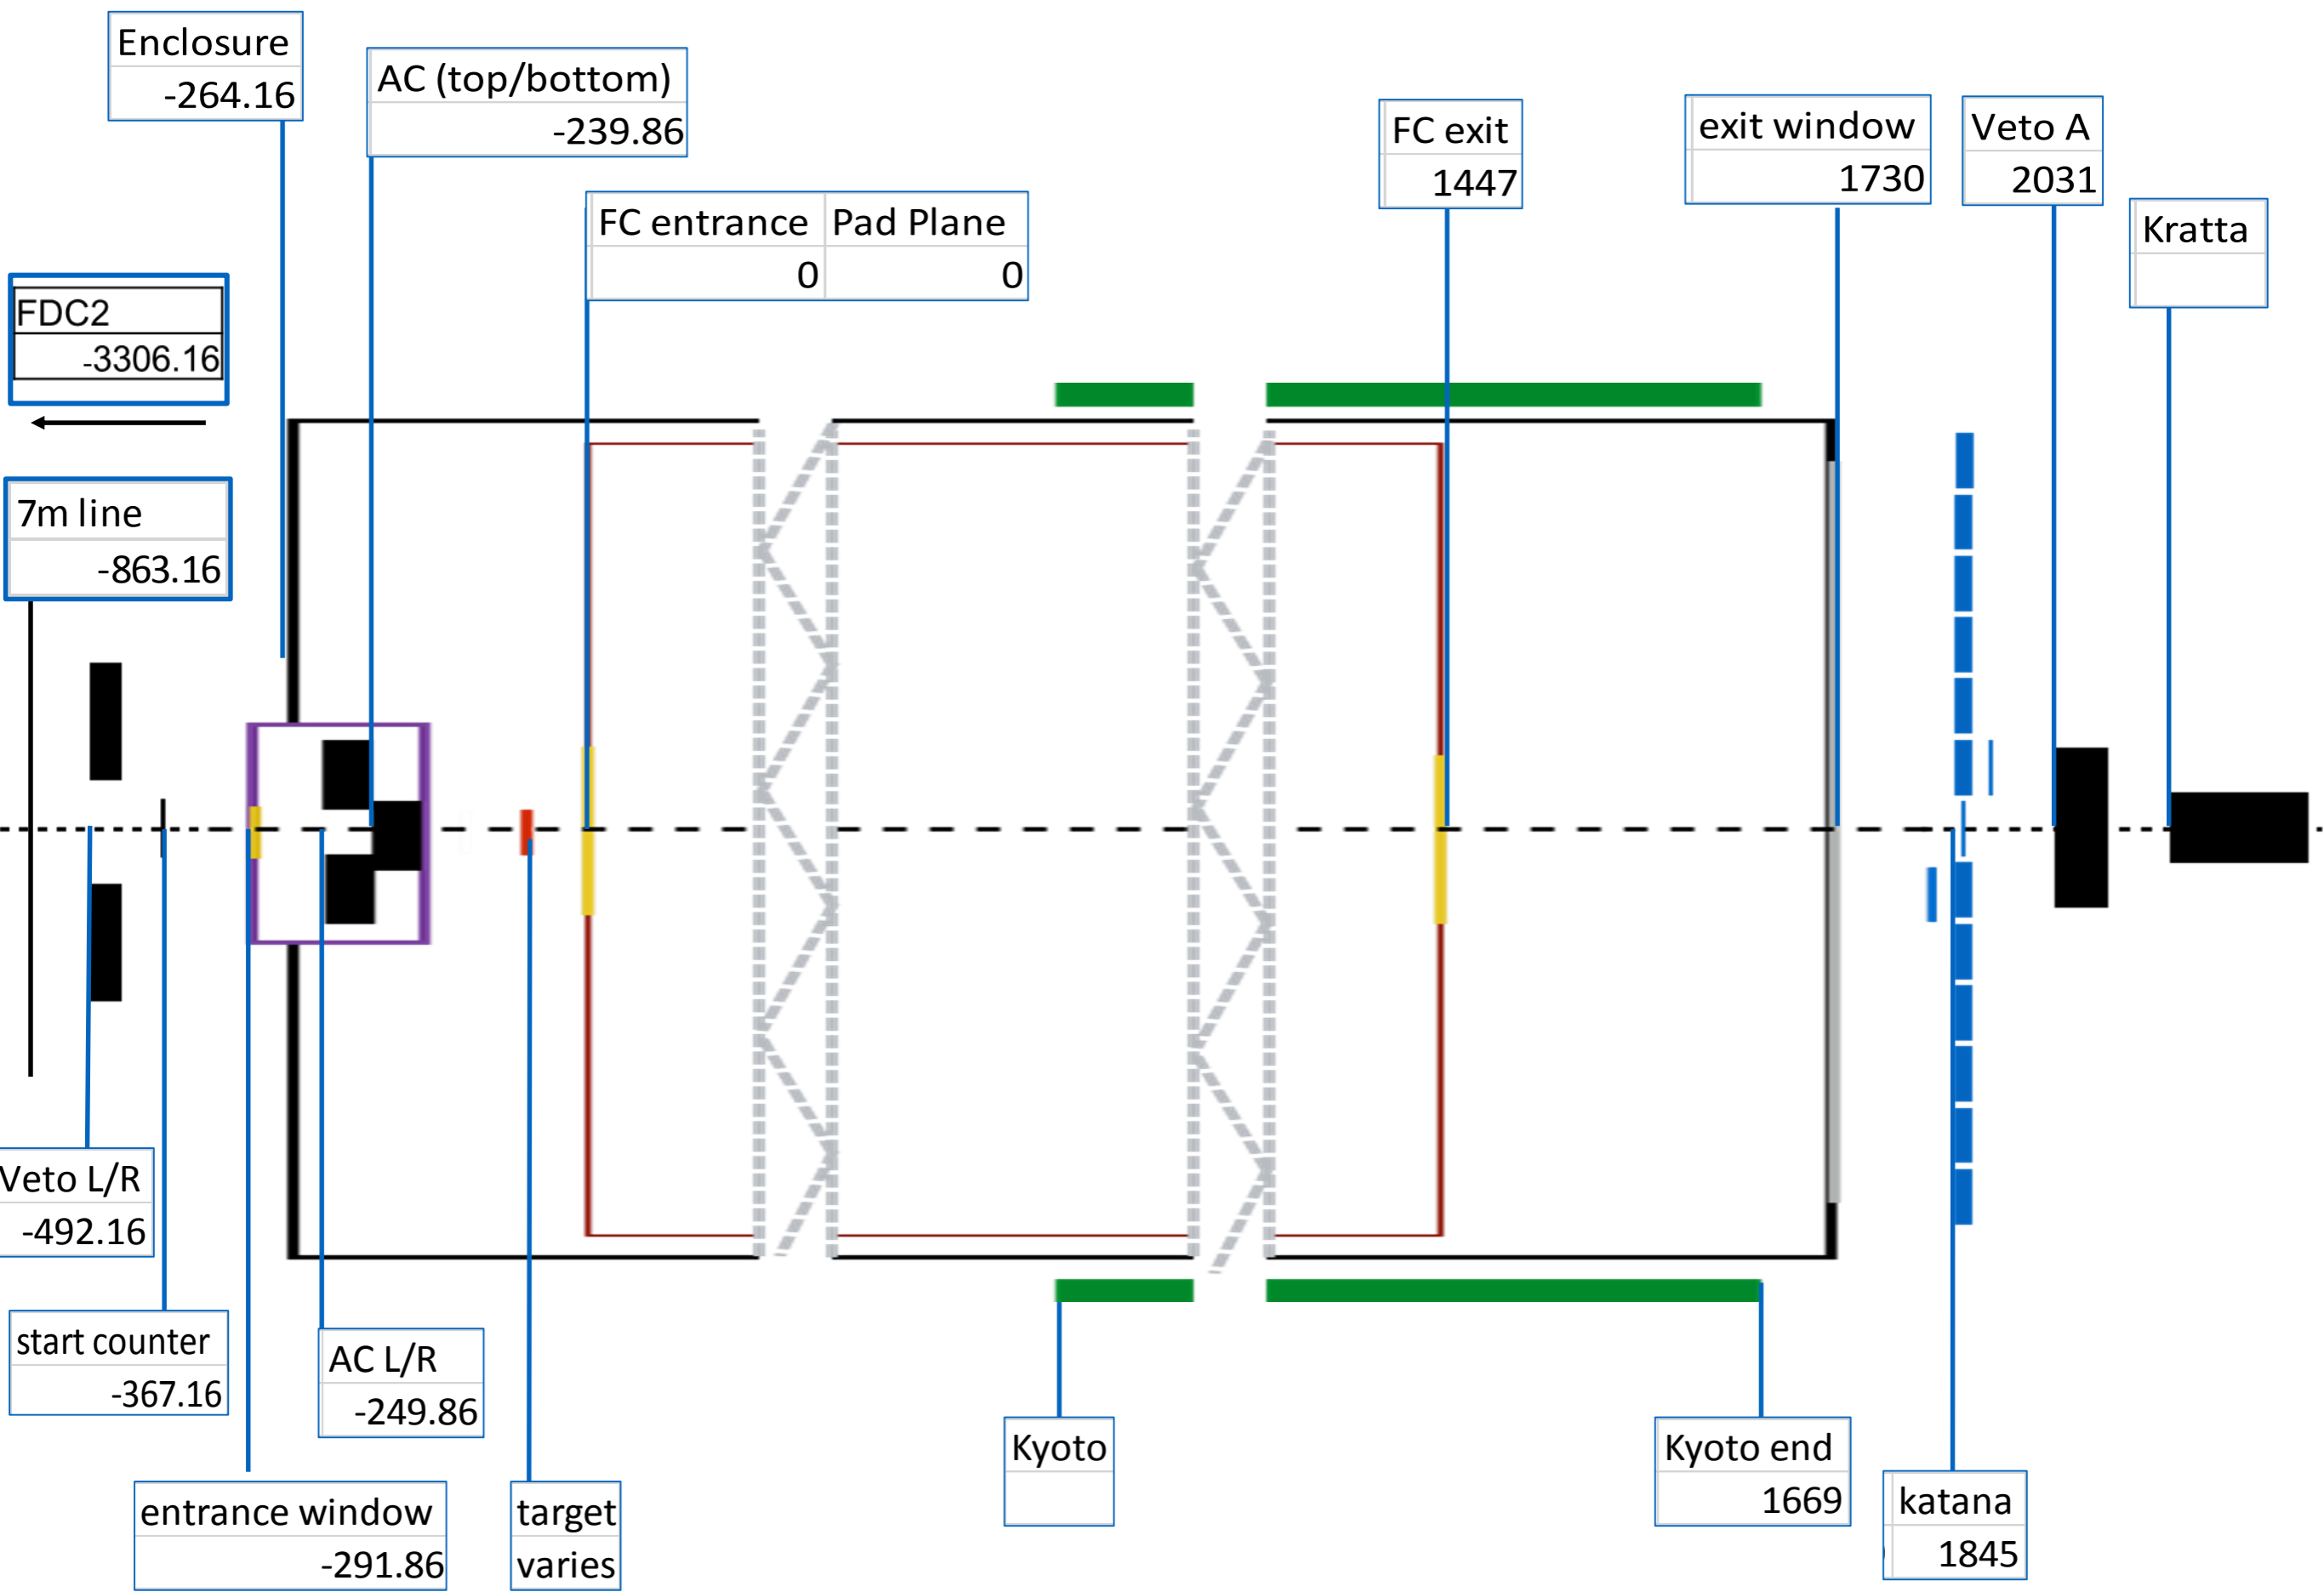 Enclosure
-264.16
AC (top/bottom)
-239.86
FC entrance Pad Plane
0 0
FC exit
1447
exit window
1730
Veto A
2031
Kratta
FDC2
-3306.16
7m line
-863.16
Veto L/R
-492.16
start counter
-367.16
entrance window
-291.86
AC L/R
-249.86
target
varies
Kyoto
Kyoto end
1669
katana
1845